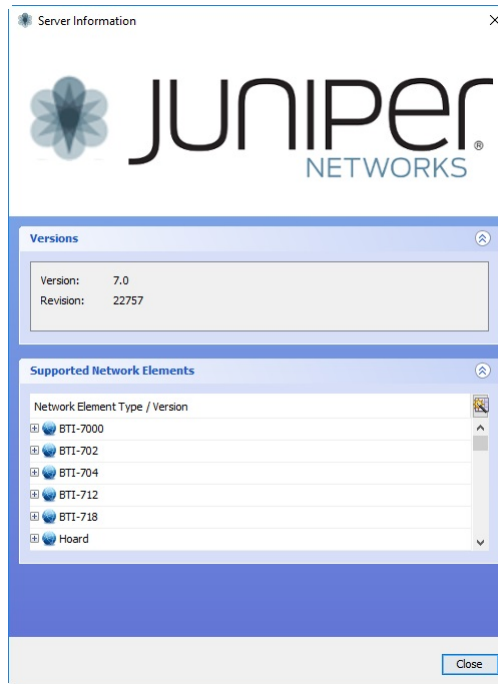 Server Information
JUNIPer®
NETWORKS
Versions
Version: 7.0
Revision: 22757
Supported Network Elements
Network Element Type / Version
BTI-7000
BTI-702
BTI-704
BTI-712
BTI-718
Hoard
Close